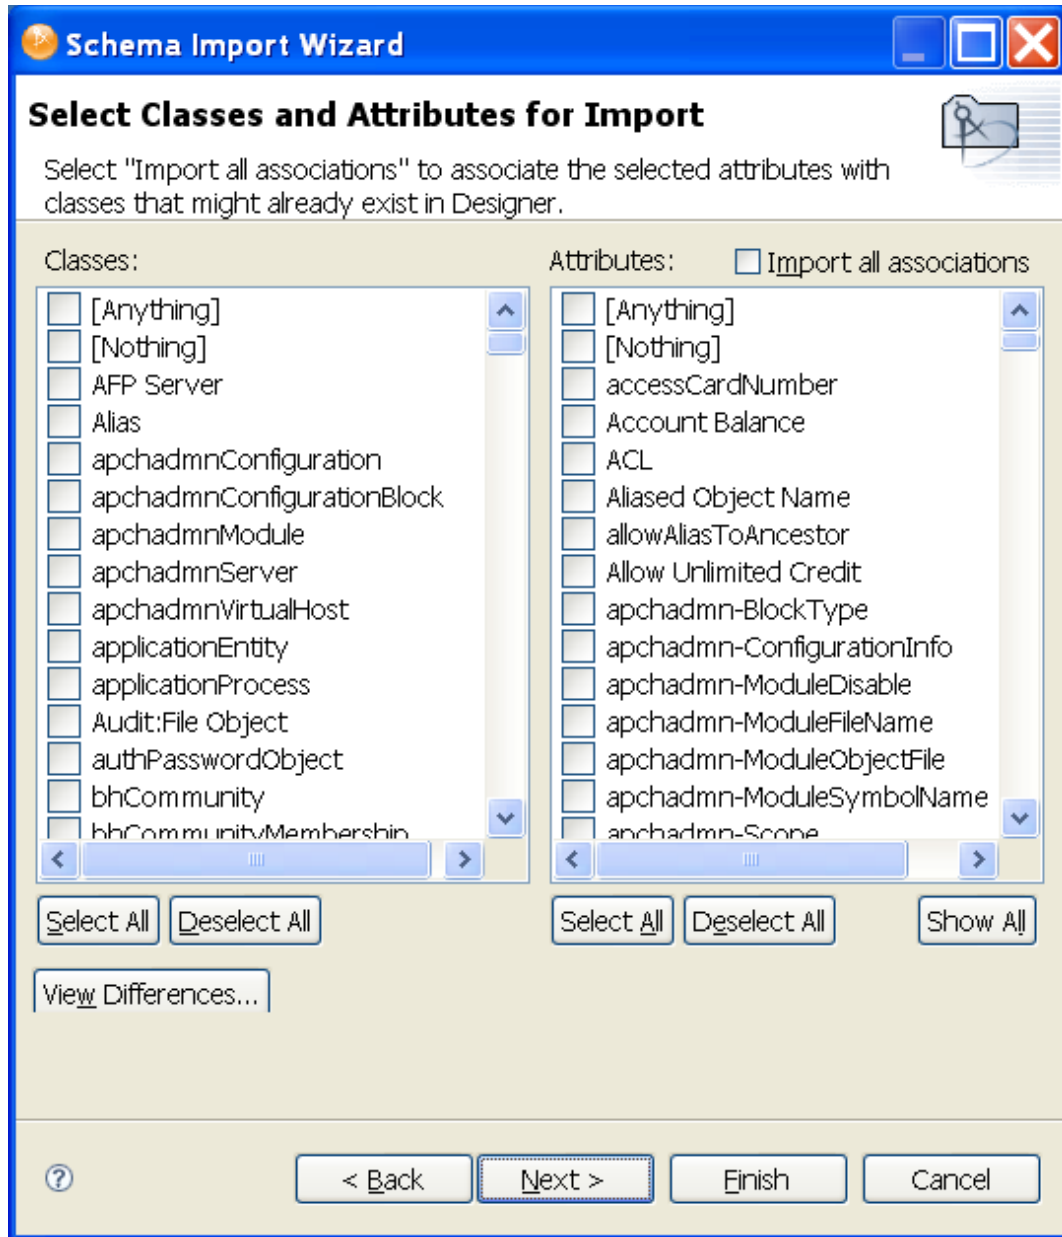 Schema Import Wizard
Select Classes and Attributes for Import
Select "Import all associations" to associate the selected attributes with
classes that might already exist in Designer.
Classes:
[Anything]
[Nothing]
AFP Server
Alias
apchadmnConfiguration
apchadmnConfigurationBlock
apchadmnModule
apchadmnServer
apchadmnVirtualHost
applicationEntity
applicationProcess
Audit:File Object
authPasswordObject
bhCommunity
bhCommunityMembership
Select All Deselect All
Attributes: Import all associations
[Anything]
[Nothing]
accessCardNumber
Account Balance
ACL
Aliased Object Name
allowAliasToAncestor
Allow Unlimited Credit
apchadmn-BlockType
apchadmn-ConfigurationInfo
apchadmn-ModuleDisable
apchadmn-ModuleFileName
apchadmn-ModuleObjectFile
apchadmn-ModuleSymbolName
apchadmn-Scope
Select All Deselect All Show All
View Differences...
? < Back Next > Finish Cancel